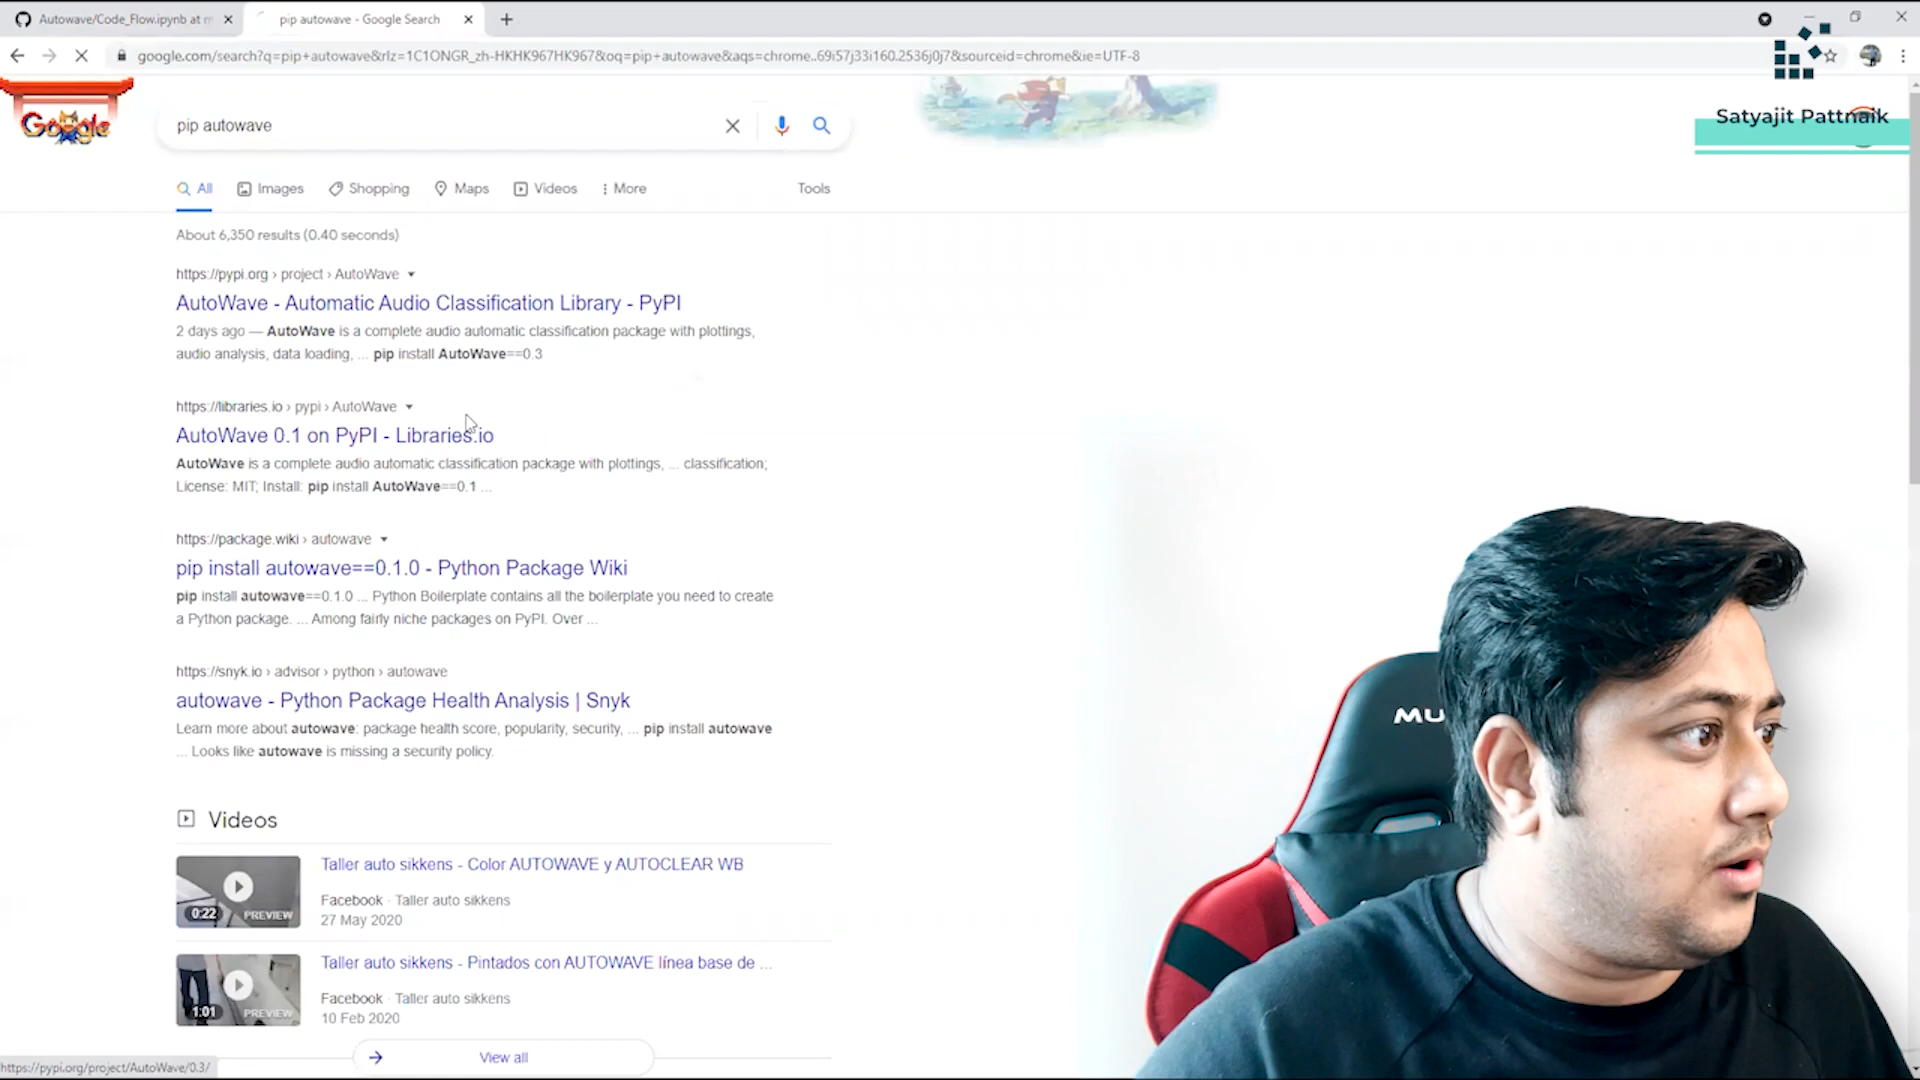 Autowave/Code_Flow.ipynb at m
pip autowave - Google Search
google.com/search?q=pip+autowave&rlz=1C1ONGR_zh-HKHK967HK967&oq=pip+autowave&aqs=chrome..69i57j33i160.2536j0j7&sourceid=chrome&ie=UTF-8
Google
pip autowave
Satyajit Pattnaik
All
Images
Shopping
Maps
Videos
More
Tools
About 6,350 results (0.40 seconds)
https://pypi.org › project › AutoWave
AutoWave - Automatic Audio Classification Library - PyPI
2 days ago — AutoWave is a complete audio automatic classification package with plottings,
audio analysis, data loading, ... pip install AutoWave==0.3
https://libraries.io › pypi › AutoWave
AutoWave 0.1 on PyPI - Libraries.io
AutoWave is a complete audio automatic classification package with plottings, ... classification;
License: MIT; Install: pip install AutoWave==0.1 ...
https://package.wiki › autowave
pip install autowave==0.1.0 - Python Package Wiki
pip install autowave==0.1.0 ... Python Boilerplate contains all the boilerplate you need to create
a Python package. ... Among fairly niche packages on PyPI. Over ...
https://snyk.io › advisor › python › autowave
autowave - Python Package Health Analysis | Snyk
Learn more about autowave: package health score, popularity, security, ... pip install autowave
... Looks like autowave is missing a security policy.
MU
Videos
Taller auto sikkens - Color AUTOWAVE y AUTOCLEAR WB
0:22
PREVIEW
Facebook · Taller auto sikkens
27 May 2020
Taller auto sikkens - Pintados con AUTOWAVE línea base de ...
1:01
PREVIEW
Facebook · Taller auto sikkens
10 Feb 2020
View all
https://pypi.org/project/AutoWave/0.3/